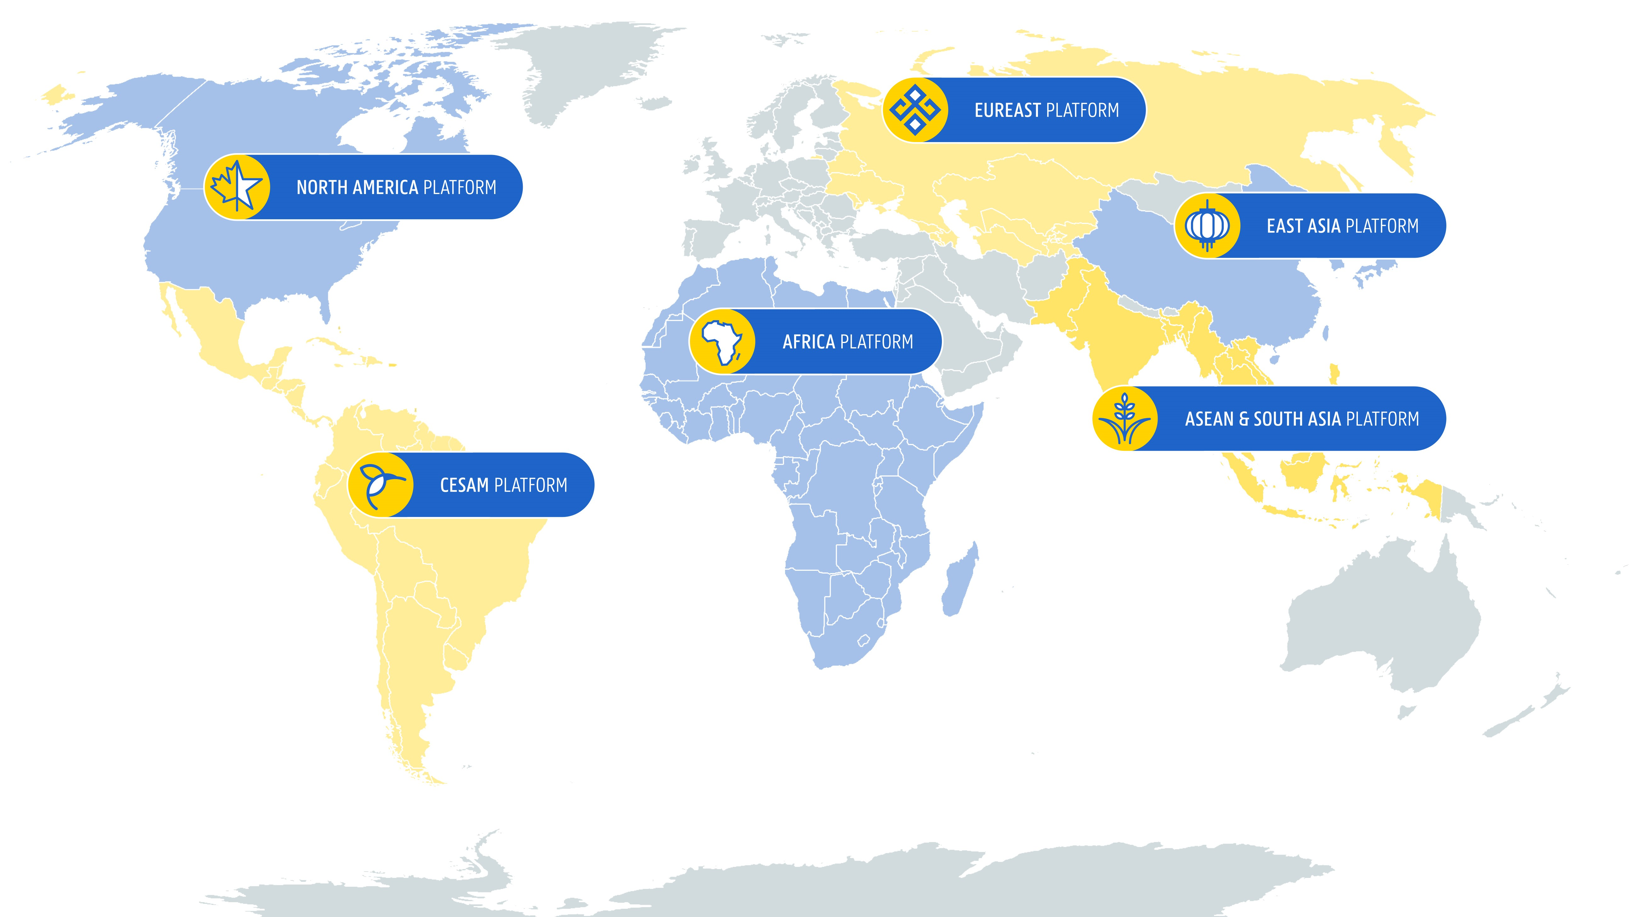 EUREAST PLATFORM
NORTH AMERICA PLATFORM
EAST ASIA PLATFORM
AFRICA PLATFORM
ASEAN & SOUTH ASIA PLATFORM
CESAM PLATFORM